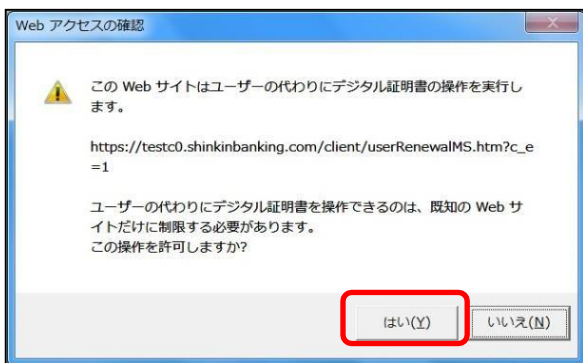 Web アクセスの確認
この Web サイトはユーザーの代わりにデジタル証明書の操作を実行し
ます。
https://testc0.shinkinbanking.com/client/userRenewalMS.htm?c_e
=1
ユーザーの代わりにデジタル証明書を操作できるのは、既知の Web サ
イトだけに制限する必要があります。
この操作を許可しますか?
はい(Y)
いいえ(N)